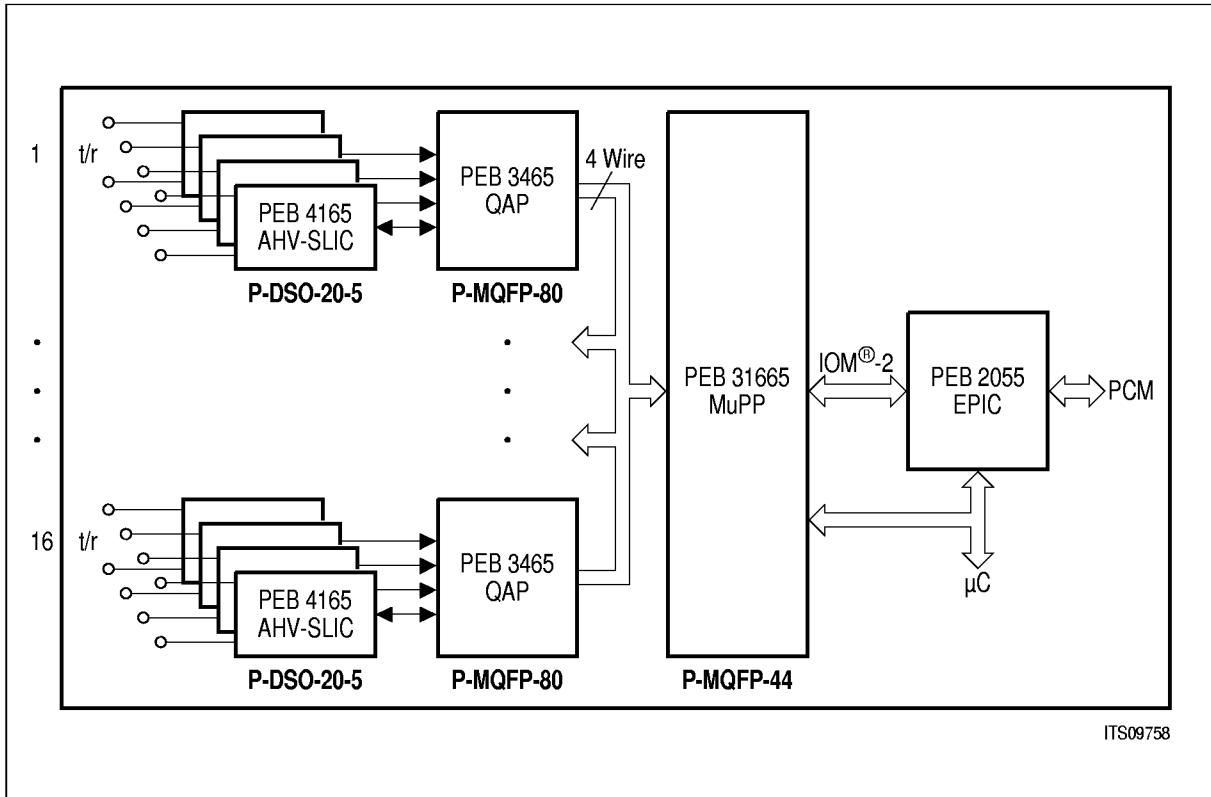 1 t/r
PEB 4165
AHV-SLIC
P-DSO-20-5
PEB 3465
QAP
P-MQFP-80
4 Wire
PEB 31665
MuPP
P-MQFP-44
IOM®-2
PEB 2055
EPIC
PCM
µC
16 t/r
PEB 4165
AHV-SLIC
P-DSO-20-5
PEB 3465
QAP
P-MQFP-80
ITS09758